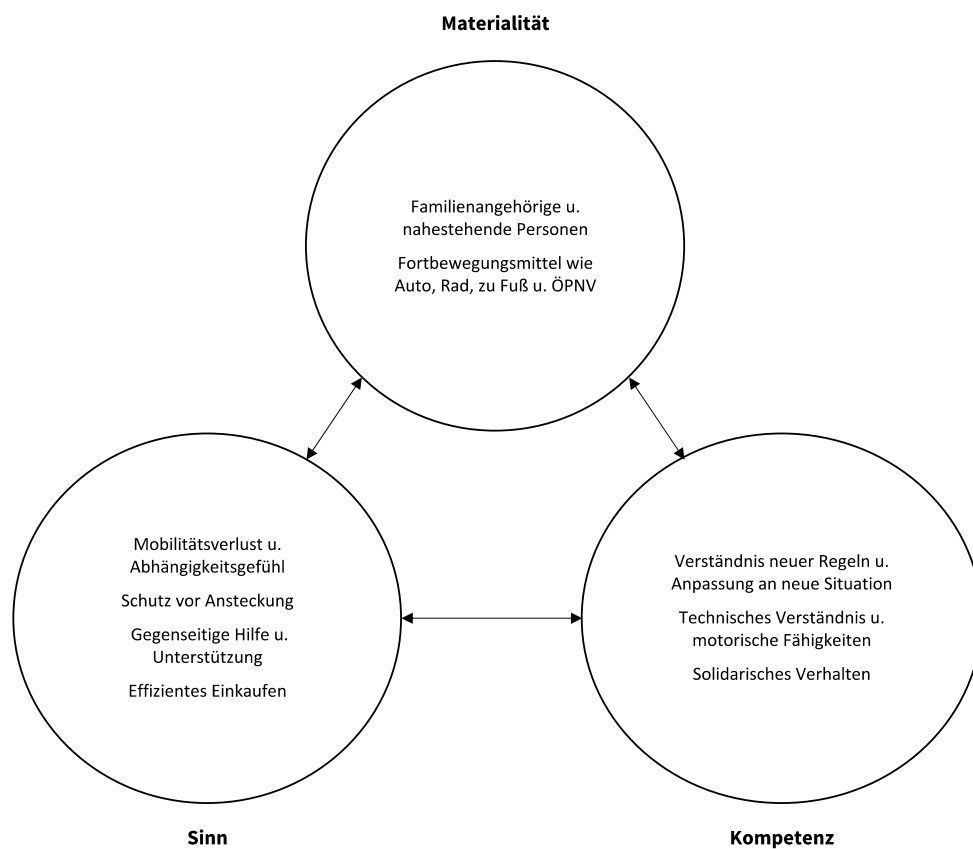 Materialität
Familienangehörige u.
nahestehende Personen
Fortbewegungsmittel wie
Auto, Rad, zu Fuß u. ÖPNV
Mobilitätsverlust u.
Abhängigkeitsgefühl
Schutz vor Ansteckung
Gegenseitige Hilfe u.
Unterstützung
Effizientes Einkaufen
Verständnis neuer Regeln u.
Anpassung an neue Situation
Technisches Verständnis u.
motorische Fähigkeiten
Solidarisches Verhalten
Sinn
Kompetenz